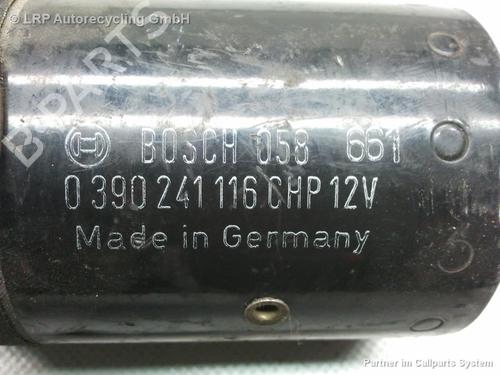 LRP Autorecycling GmbH
B-PARTS
BOSCH 058 661
0 390 241 116 CHP 12V
Made in Germany
Partner im Callparts System